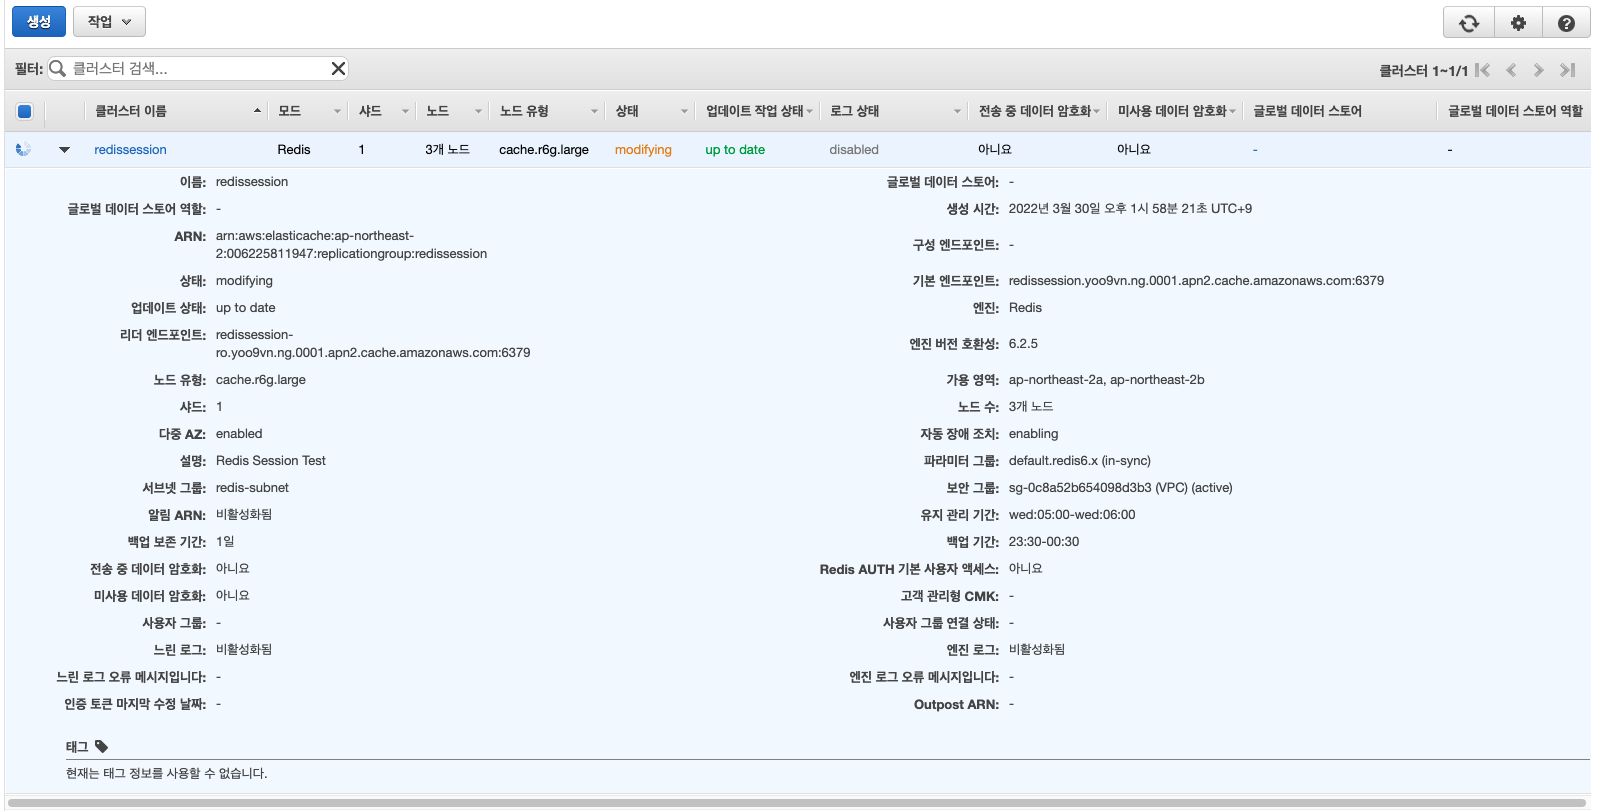 생성 작업
필터: 클러스터 검색... 클러스터 1~1/1
클러스터 이름 모드 샤드 노드 노드 유형 상태 업데이트 작업 상태 로그 상태 전송 중 데이터 암호화 미사용 데이터 암호화 글로벌 데이터 스토어 글로벌 데이터 스토어 역할
redissession Redis 1 3개 노드 cache.r6g.large modifying up to date disabled 아니요 아니요 - -
이름: redissession 글로벌 데이터 스토어: -
글로벌 데이터 스토어 역할: - 생성 시간: 2022년 3월 30일 오후 1시 58분 21초 UTC+9
ARN: arn:aws:elasticache:ap-northeast-
2:006225811947:replicationgroup:redissession 구성 엔드포인트: -
상태: modifying 기본 엔드포인트: redissession.yoo9vn.ng.0001.apn2.cache.amazonaws.com:6379
업데이트 상태: up to date 엔진: Redis
리더 엔드포인트: redissession-
ro.yoo9vn.ng.0001.apn2.cache.amazonaws.com:6379 엔진 버전 호환성: 6.2.5
노드 유형: cache.r6g.large 가용 영역: ap-northeast-2a, ap-northeast-2b
샤드: 1 노드 수: 3개 노드
다중 AZ: enabled 자동 장애 조치: enabling
설명: Redis Session Test 파라미터 그룹: default.redis6.x (in-sync)
서브넷 그룹: redis-subnet 보안 그룹: sg-0c8a52b654098d3b3 (VPC) (active)
알림 ARN: 비활성화됨 유지 관리 기간: wed:05:00-wed:06:00
백업 보존 기간: 1일 백업 기간: 23:30-00:30
전송 중 데이터 암호화: 아니요 Redis AUTH 기본 사용자 액세스: 아니요
미사용 데이터 암호화: 아니요 고객 관리형 CMK: -
사용자 그룹: - 사용자 그룹 연결 상태: -
느린 로그: 비활성화됨 엔진 로그: 비활성화됨
느린 로그 오류 메시지입니다: - 엔진 로그 오류 메시지입니다: -
인증 토큰 마지막 수정 날짜: - Outpost ARN: -
태그
현재는 태그 정보를 사용할 수 없습니다.